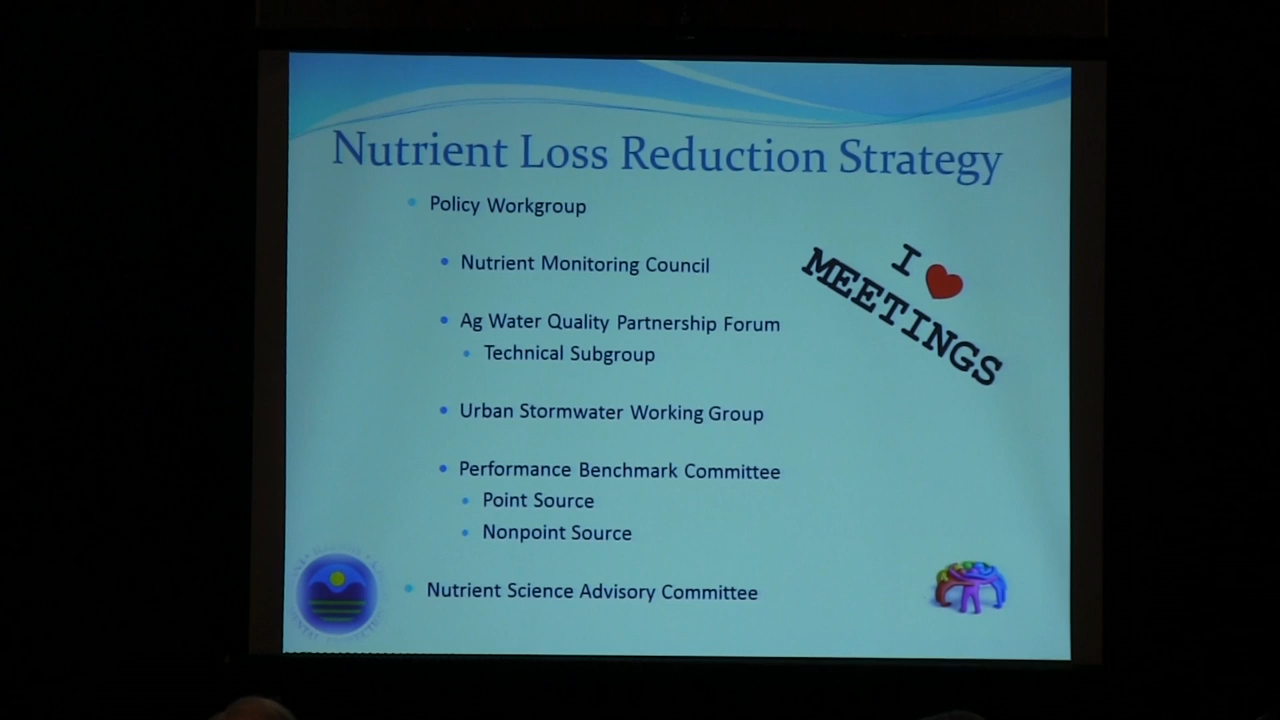 Nutrient Loss Reduction Strategy
Policy Workgroup
Nutrient Monitoring Council
Ag Water Quality Partnership Forum
Technical Subgroup
Urban Stormwater Working Group
Performance Benchmark Committee
Point Source
Nonpoint Source
Nutrient Science Advisory Committee
I ❤
MEETINGS